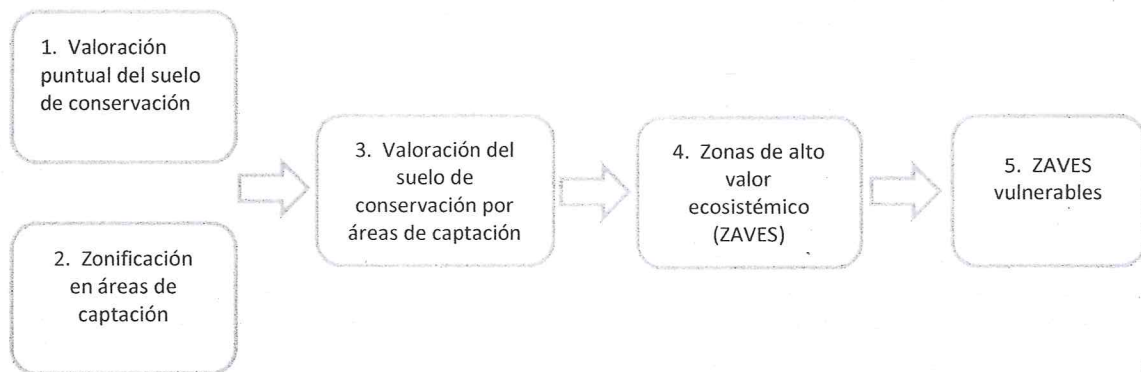 1. Valoración
puntual del suelo
de conservación
2. Zonificación
en áreas de
captación
3. Valoración del
suelo de
conservación por
áreas de captación
4. Zonas de alto
valor
ecosistémico
(ZAVES)
5. ZAVES
vulnerables